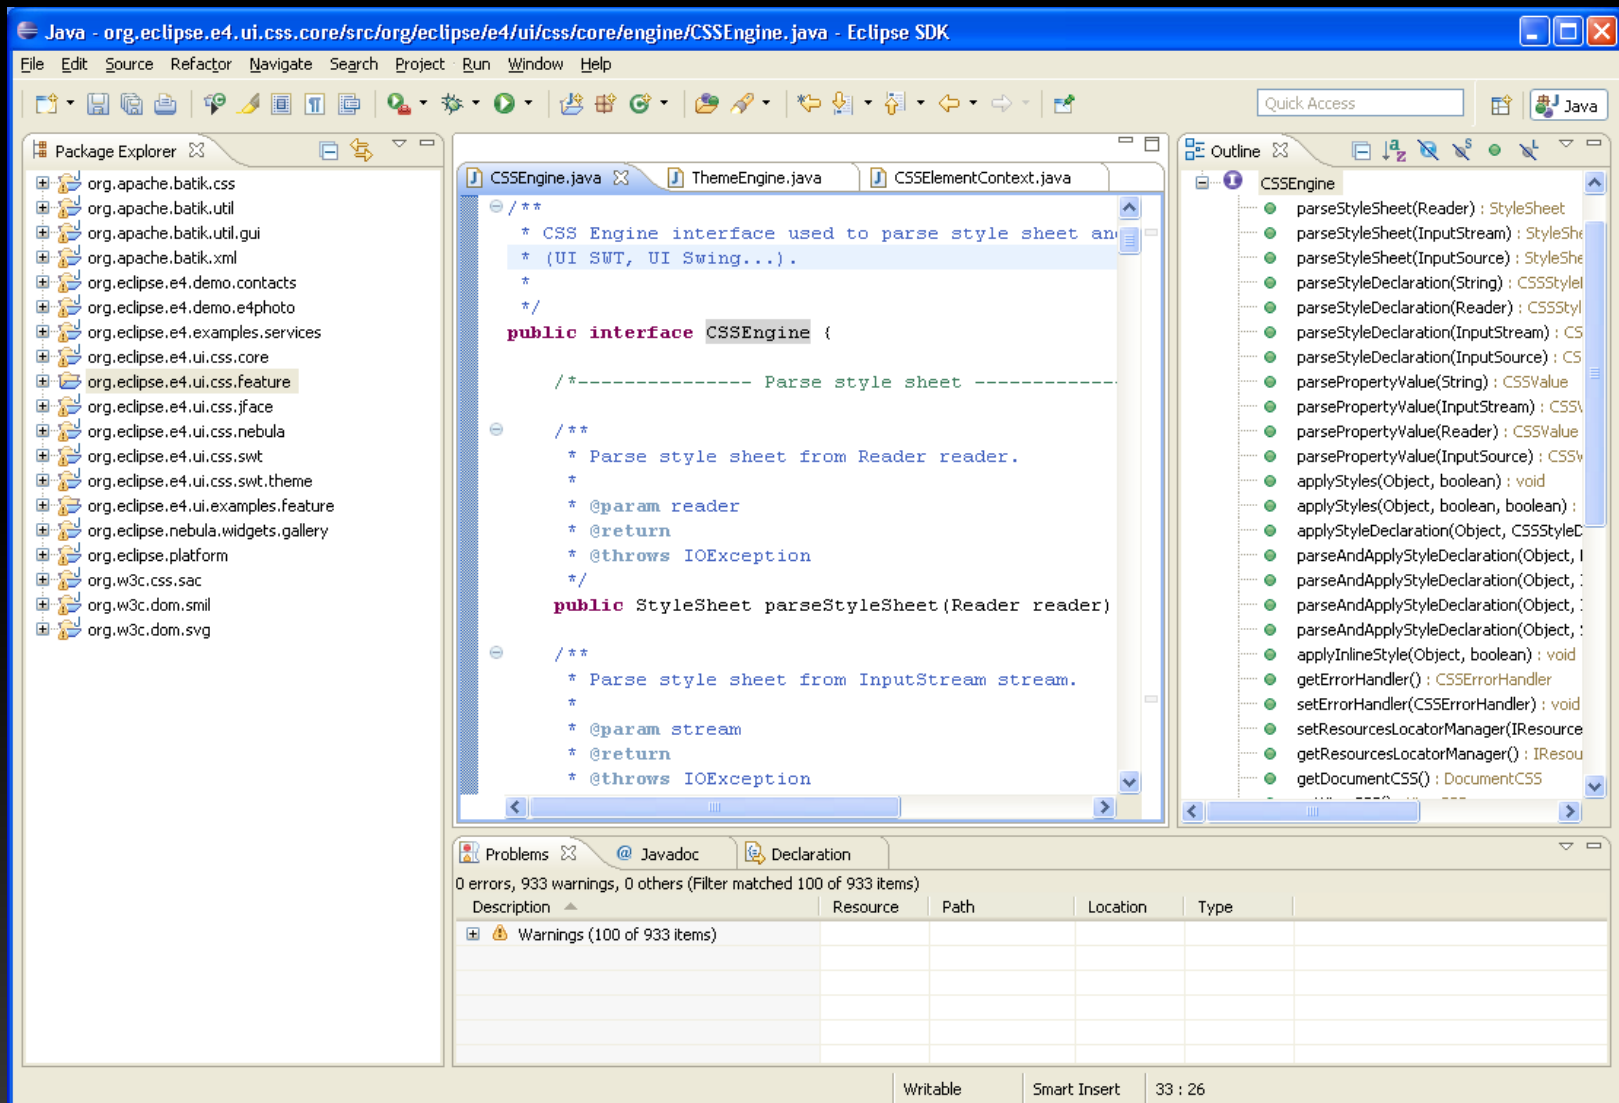 Java - org.eclipse.e4.ui.css.core/src/org/eclipse/e4/ui/css/core/engine/CSSEngine.java - Eclipse SDK
File Edit Source Refactor Navigate Search Project Run Window Help
Quick Access
Java
Package Explorer
org.apache.batik.css
org.apache.batik.util
org.apache.batik.util.gui
org.apache.batik.xml
org.eclipse.e4.demo.contacts
org.eclipse.e4.demo.e4photo
org.eclipse.e4.examples.services
org.eclipse.e4.ui.css.core
org.eclipse.e4.ui.css.feature
org.eclipse.e4.ui.css.jface
org.eclipse.e4.ui.css.nebula
org.eclipse.e4.ui.css.swt
org.eclipse.e4.ui.css.swt.theme
org.eclipse.e4.ui.examples.feature
org.eclipse.nebula.widgets.gallery
org.eclipse.platform
org.w3c.css.sac
org.w3c.dom.smil
org.w3c.dom.svg
CSSEngine.java ThemeEngine.java CSSElementContext.java
/**
* CSS Engine interface used to parse style sheet an
* (UI SWT, UI Swing...).
*
*/
public interface CSSEngine {
/*--------------- Parse style sheet -------------
/**
* Parse style sheet from Reader reader.
*
* @param reader
* @return
* @throws IOException
*/
public StyleSheet parseStyleSheet(Reader reader)
/**
* Parse style sheet from InputStream stream.
*
* @param stream
* @return
* @throws IOException
Outline
CSSEngine
parseStyleSheet(Reader) : StyleSheet
parseStyleSheet(InputStream) : StyleShe
parseStyleSheet(InputSource) : StyleShe
parseStyleDeclaration(String) : CSSStyle
parseStyleDeclaration(Reader) : CSSStyl
parseStyleDeclaration(InputStream) : CS
parseStyleDeclaration(InputSource) : CS
parsePropertyValue(String) : CSSValue
parsePropertyValue(InputStream) : CSS
parsePropertyValue(Reader) : CSSValue
parsePropertyValue(InputSource) : CSS
applyStyles(Object, boolean) : void
applyStyles(Object, boolean, boolean) :
applyStyleDeclaration(Object, CSSStyle
parseAndApplyStyleDeclaration(Object,
parseAndApplyStyleDeclaration(Object,
parseAndApplyStyleDeclaration(Object,
parseAndApplyStyleDeclaration(Object,
applyInlineStyle(Object, boolean) : void
getErrorHandler() : CSSErrorHandler
setErrorHandler(CSSErrorHandler) : void
setResourcesLocatorManager(IResource
getResourcesLocatorManager() : IResou
getDocumentCSS() : DocumentCSS
Problems Javadoc Declaration
0 errors, 933 warnings, 0 others (Filter matched 100 of 933 items)
Description Resource Path Location Type
Warnings (100 of 933 items)
Writable Smart Insert 33 : 26